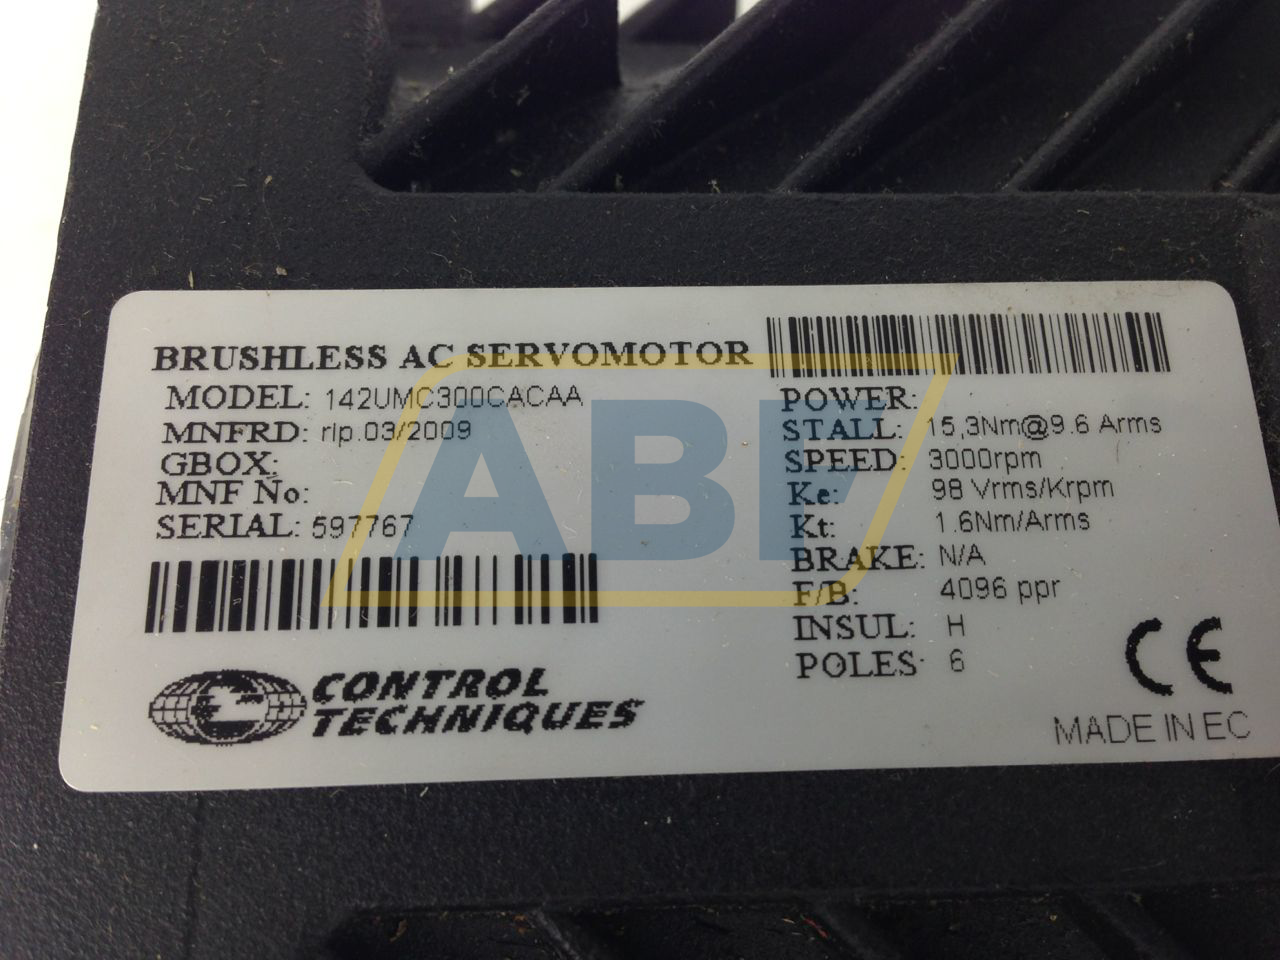 BRUSHLESS AC SERVOMOTOR
MODEL: 142UMC300CACAA
MNFRD: rlp.03/2009
GBOX:
MNF No:
SERIAL: 597767
CONTROL
TECHNIQUES
POWER:
STALL: 15,3Nm@9.6 Arms
SPEED: 3000rpm
Ke: 98 Vrms/Krpm
Kt: 1.6Nm/Arms
BRAKE: N/A
F/B: 4096 ppr
INSUL: H
POLES: 6
CE
MADE IN EC
ABF